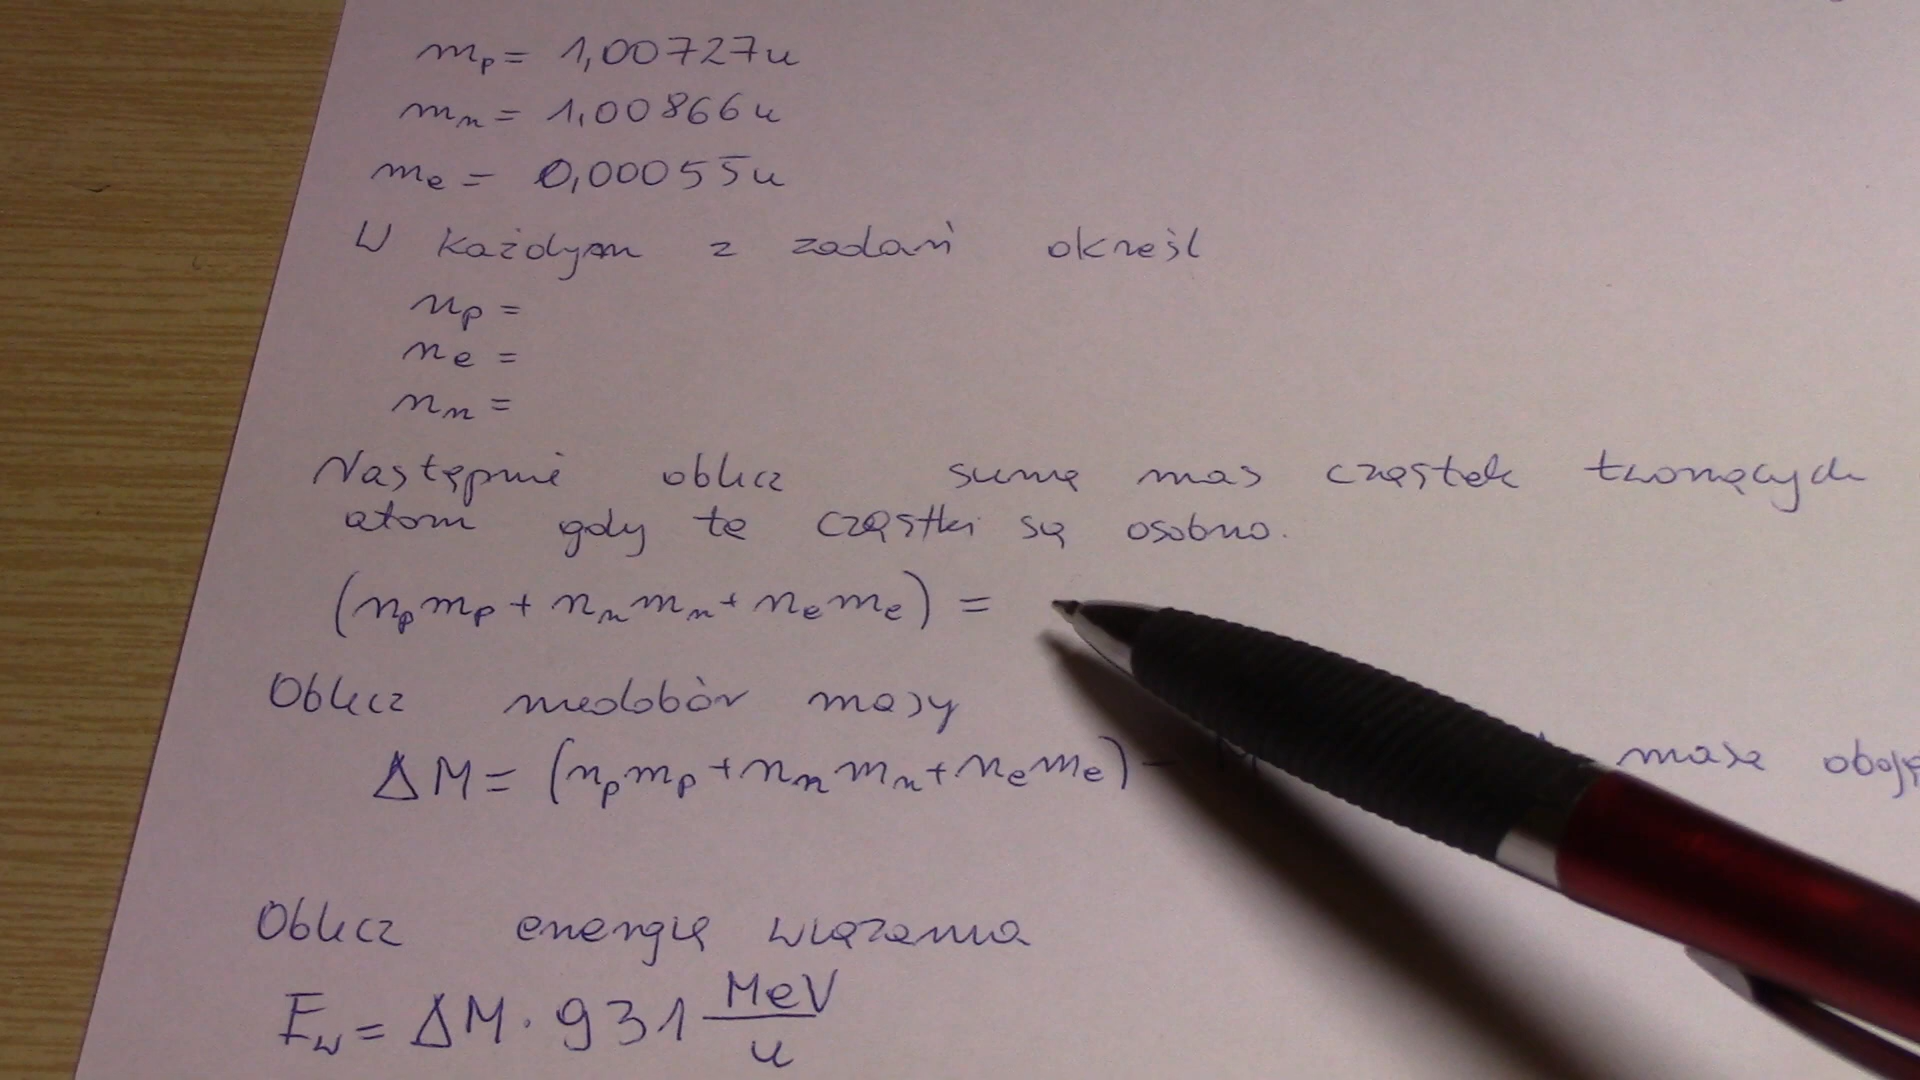 mp = 1,00727u
mn = 1,00866u
me = 0,00055u
W każdym z zadań określ
np =
ne =
nn =
Następnie oblicz sumę mas cząstek tworzących
atom gdy te cząstki są osobno.
(npmp + nnmn + neme) =
Oblicz niedobór masy
ΔM = (npmp + nnmn + neme) - M masa
Oblicz energię wiązania
Ew = ΔM · 931 MeV/u